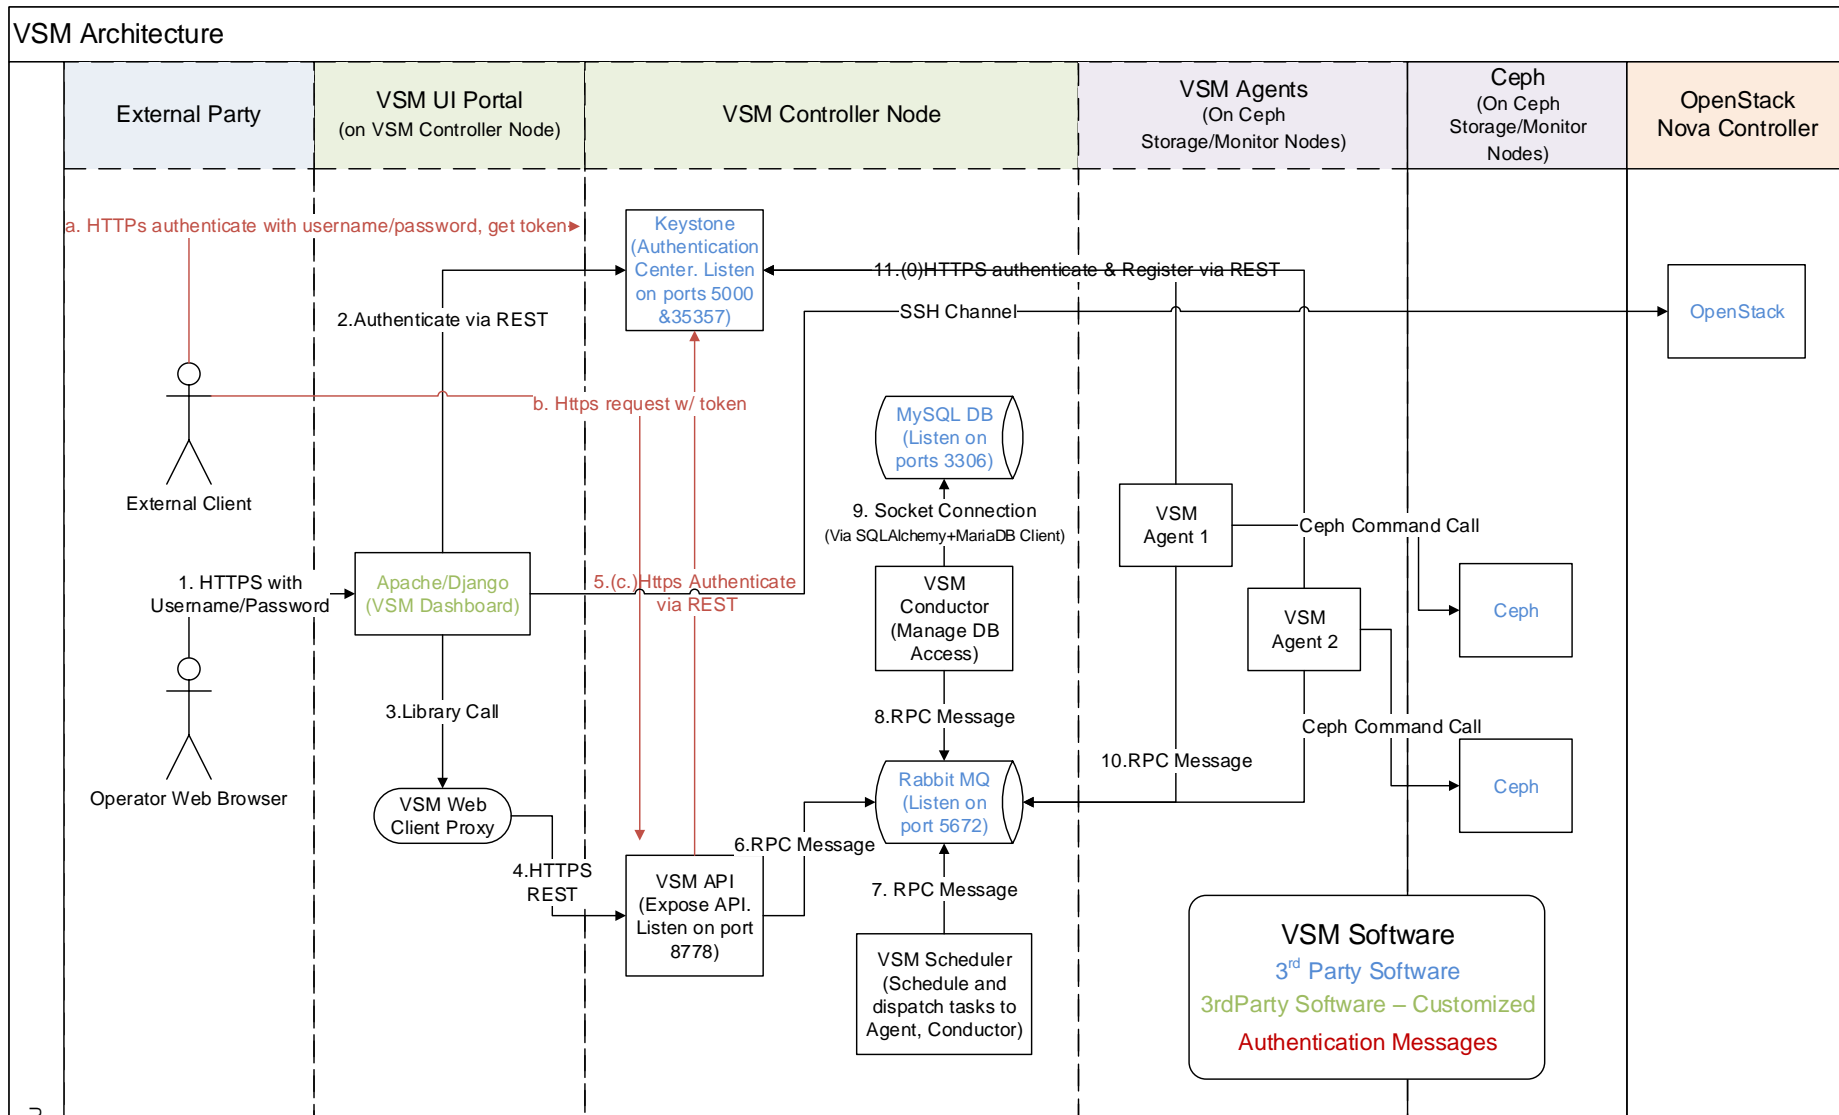 VSM Architecture
External Party
VSM UI Portal
(on VSM Controller Node)
VSM Controller Node
VSM Agents
(On Ceph
Storage/Monitor Nodes)
Ceph
(On Ceph
Storage/Monitor
Nodes)
OpenStack
Nova Controller
a. HTTPs authenticate with username/password, get token
Keystone
(Authentication
Center. Listen
on ports 5000
&35357)
11.(0)HTTPS authenticate & Register via REST
2.Authenticate via REST
SSH Channel
OpenStack
b. Https request w/ token
External Client
MySQL DB
(Listen on
ports 3306)
9. Socket Connection
(Via SQLAlchemy+MariaDB Client)
VSM
Agent 1
Ceph Command Call
1. HTTPS with
Username/Password
Apache/Django
(VSM Dashboard)
5.(c.)Https Authenticate
via REST
VSM
Conductor
(Manage DB
Access)
VSM
Agent 2
Ceph
3.Library Call
8.RPC Message
Ceph Command Call
10.RPC Message
Operator Web Browser
VSM Web
Client Proxy
Rabbit MQ
(Listen on
port 5672)
Ceph
6.RPC Message
4.HTTPS
REST
VSM API
(Expose API.
Listen on port
8778)
7. RPC Message
VSM Scheduler
(Schedule and
dispatch tasks to
Agent, Conductor)
VSM Software
3rd Party Software
3rdParty Software – Customized
Authentication Messages